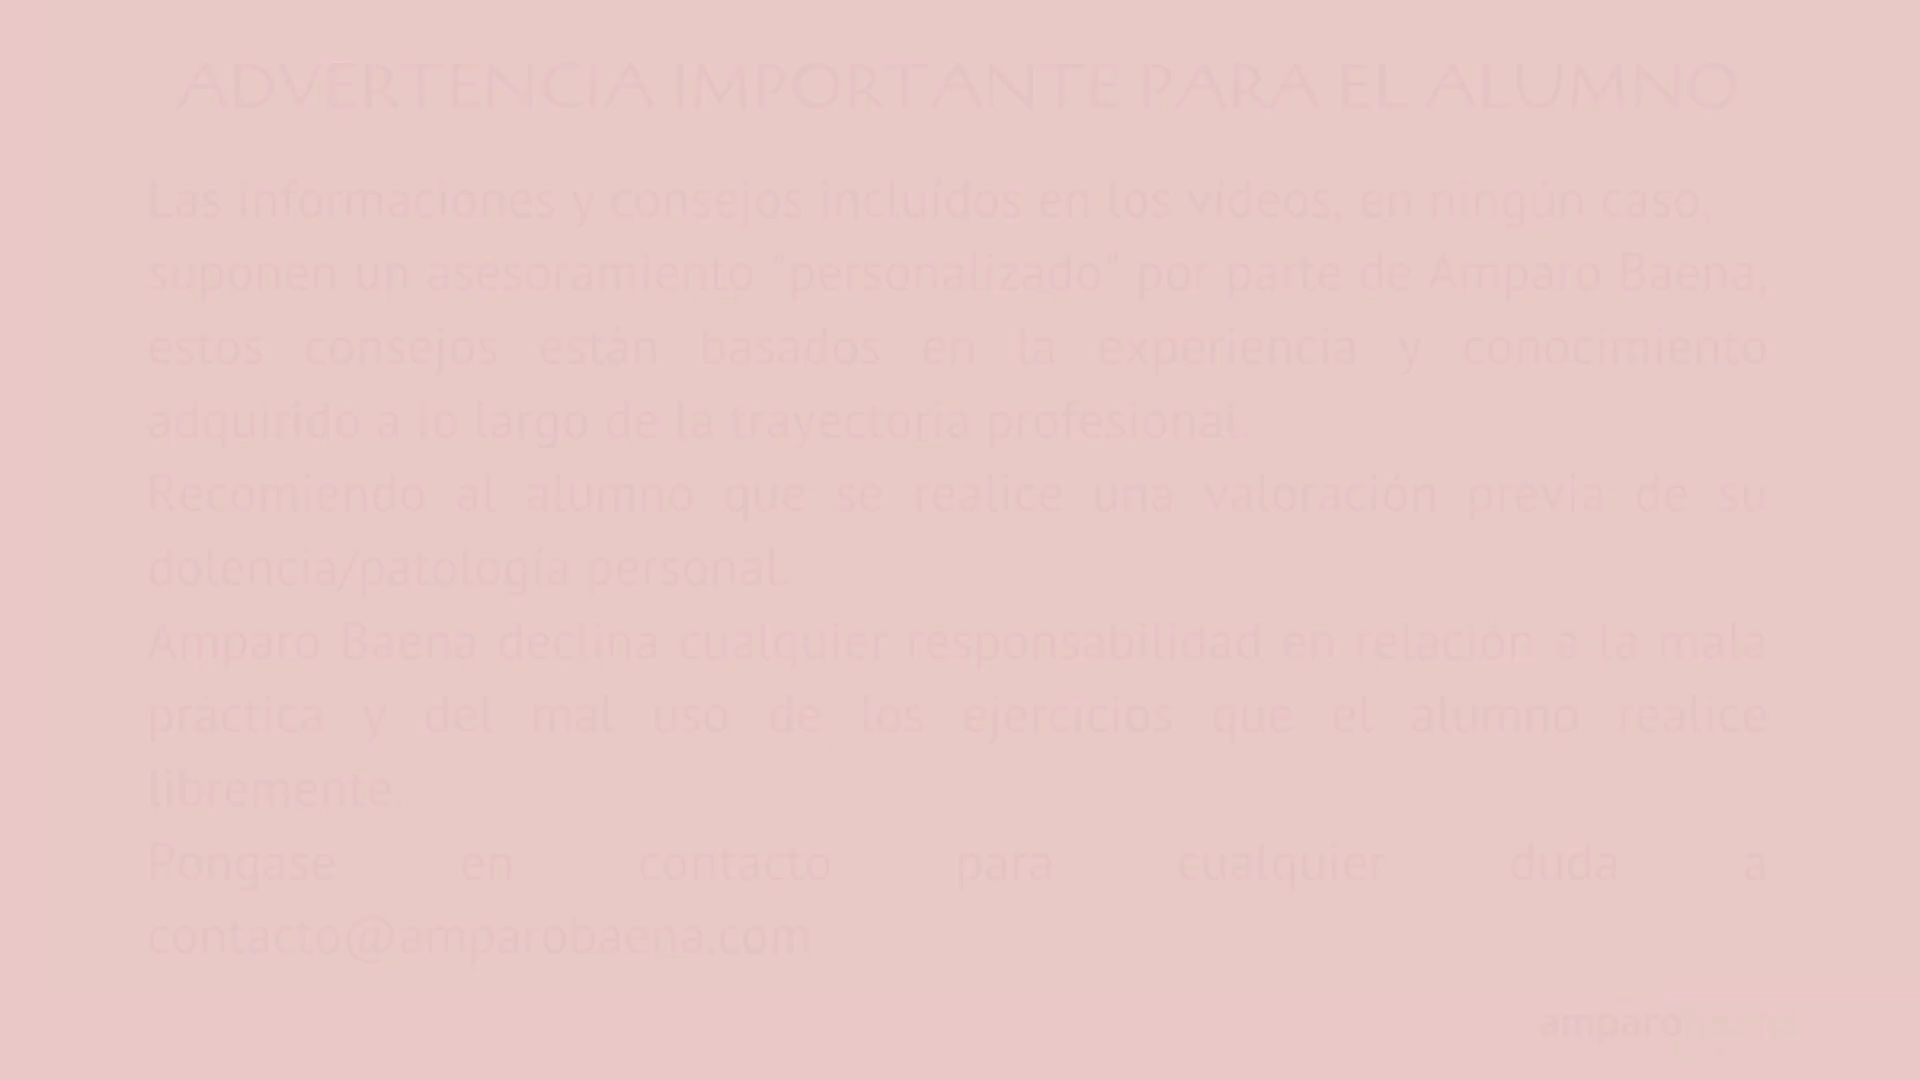 ADVERTENCIA IMPORTANTE PARA EL ALUMNO
Las informaciones y consejos incluídos en los vídeos, en ningún caso,
suponen un asesoramiento "personalizado" por parte de Amparo Baena,
estos consejos están basados en la experiencia y conocimiento
adquirido a lo largo de la trayectoria profesional.
Recomiendo al alumno que se realice una valoración previa de su
dolencia/patología personal.
Amparo Baena declina cualquier responsabilidad en relación a la mala
práctica y del mal uso de los ejercicios que el alumno realice
libremente.
Pongase en contacto para cualquier duda a
contacto@amparobaena.com
amparo